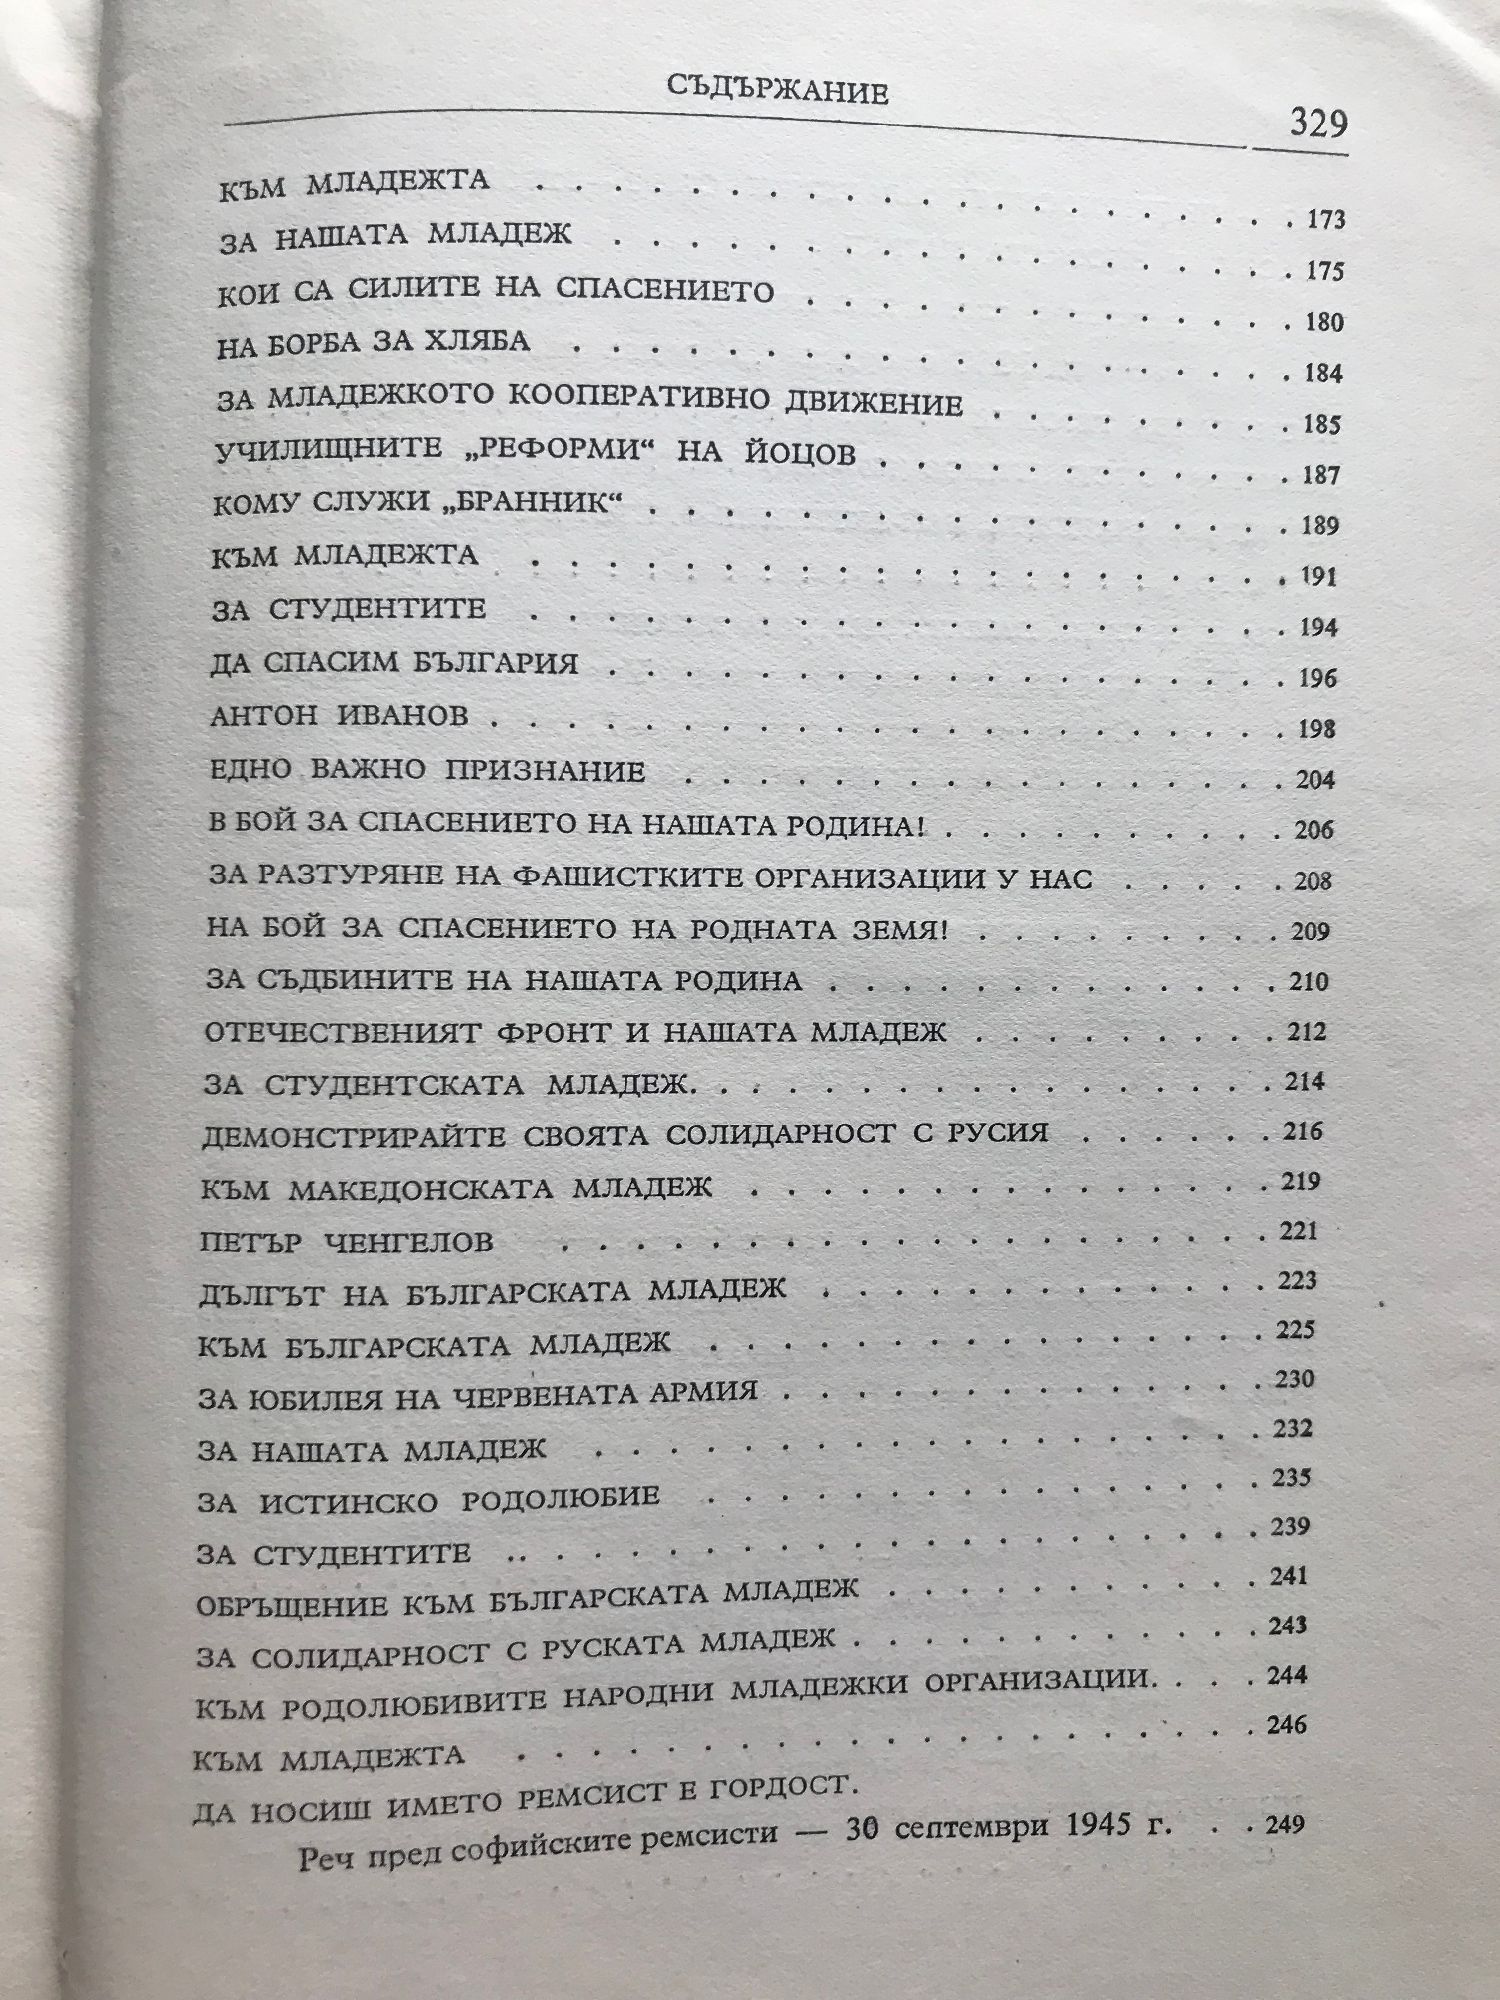 СЪДЪРЖАНИЕ 329
КЪМ МЛАДЕЖТА . . . . . . . . . . . . . . . . . . . . 173
ЗА НАШАТА МЛАДЕЖ . . . . . . . . . . . . . . . . . . 175
КОИ СА СИЛИТЕ НА СПАСЕНИЕТО . . . . . . . . . . . . . 180
НА БОРБА ЗА ХЛЯБА . . . . . . . . . . . . . . . . . . . 184
ЗА МЛАДЕЖКОТО КООПЕРАТИВНО ДВИЖЕНИЕ . . . . . . . . . 185
УЧИЛИЩНИТЕ „РЕФОРМИ“ НА ЙОЦОВ . . . . . . . . . . . . 187
КОМУ СЛУЖИ „БРАННИК“ . . . . . . . . . . . . . . . . . 189
КЪМ МЛАДЕЖТА . . . . . . . . . . . . . . . . . . . . 191
ЗА СТУДЕНТИТЕ . . . . . . . . . . . . . . . . . . . . 194
ДА СПАСИМ БЪЛГАРИЯ . . . . . . . . . . . . . . . . . . 196
АНТОН ИВАНОВ . . . . . . . . . . . . . . . . . . . . . 198
ЕДНО ВАЖНО ПРИЗНАНИЕ . . . . . . . . . . . . . . . . 204
В БОЙ ЗА СПАСЕНИЕТО НА НАШАТА РОДИНА! . . . . . . . . . 206
ЗА РАЗТУРЯНЕ НА ФАШИСТКИТЕ ОРГАНИЗАЦИИ У НАС . . . . . 208
НА БОЙ ЗА СПАСЕНИЕТО НА РОДНАТА ЗЕМЯ! . . . . . . . . . 209
ЗА СЪДБИНИТЕ НА НАШАТА РОДИНА . . . . . . . . . . . . . 210
ОТЕЧЕСТВЕНИЯТ ФРОНТ И НАШАТА МЛАДЕЖ . . . . . . . . . 212
ЗА СТУДЕНТСКАТА МЛАДЕЖ. . . . . . . . . . . . . . . . . 214
ДЕМОНСТРИРАЙТЕ СВОЯТА СОЛИДАРНОСТ С РУСИЯ . . . . . . 216
КЪМ МАКЕДОНСКАТА МЛАДЕЖ . . . . . . . . . . . . . . . 219
ПЕТЪР ЧЕНГЕЛОВ . . . . . . . . . . . . . . . . . . . 221
ДЪЛГЪТ НА БЪЛГАРСКАТА МЛАДЕЖ . . . . . . . . . . . . . 223
КЪМ БЪЛГАРСКАТА МЛАДЕЖ . . . . . . . . . . . . . . . . 225
ЗА ЮБИЛЕЯ НА ЧЕРВЕНАТА АРМИЯ . . . . . . . . . . . . . . 230
ЗА НАШАТА МЛАДЕЖ . . . . . . . . . . . . . . . . . . 232
ЗА ИСТИНСКО РОДОЛЮБИЕ . . . . . . . . . . . . . . . 235
ЗА СТУДЕНТИТЕ . . . . . . . . . . . . . . . . . . . . 239
ОБРЪЩЕНИЕ КЪМ БЪЛГАРСКАТА МЛАДЕЖ . . . . . . . . . . . 241
ЗА СОЛИДАРНОСТ С РУСКАТА МЛАДЕЖ . . . . . . . . . . . . 243
КЪМ РОДОЛЮБИВИТЕ НАРОДНИ МЛАДЕЖКИ ОРГАНИЗАЦИИ. . . . 244
КЪМ МЛАДЕЖТА . . . . . . . . . . . . . . . . . . . . 246
ДА НОСИШ ИМЕТО РЕМСИСТ Е ГОРДОСТ.
Реч пред софийските ремсисти — 30 септември 1945 г. . . 249